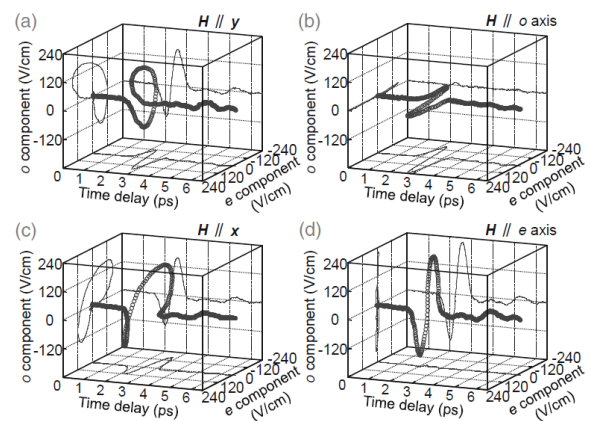 (a) H // y
240
120
0
-120
o component (V/cm)
0 1 2 3 4 5 6
Time delay (ps)
240 120 0 -120 -240
e component
(V/cm)
(b) H // o axis
240
120
0
-120
o component (V/cm)
0 1 2 3 4 5 6
Time delay (ps)
240 120 0 -120 -240
e component
(V/cm)
(c) H // x
240
120
0
-120
o component (V/cm)
0 1 2 3 4 5 6
Time delay (ps)
240 120 0 -120 -240
e component
(V/cm)
(d) H // e axis
240
120
0
-120
o component (V/cm)
0 1 2 3 4 5 6
Time delay (ps)
240 120 0 -120 -240
e component
(V/cm)